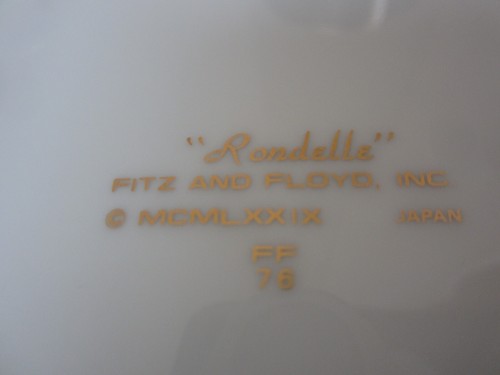 "Rondelle"
FITZ AND FLOYD, INC.
© MCMLXXIX JAPAN
FF
76